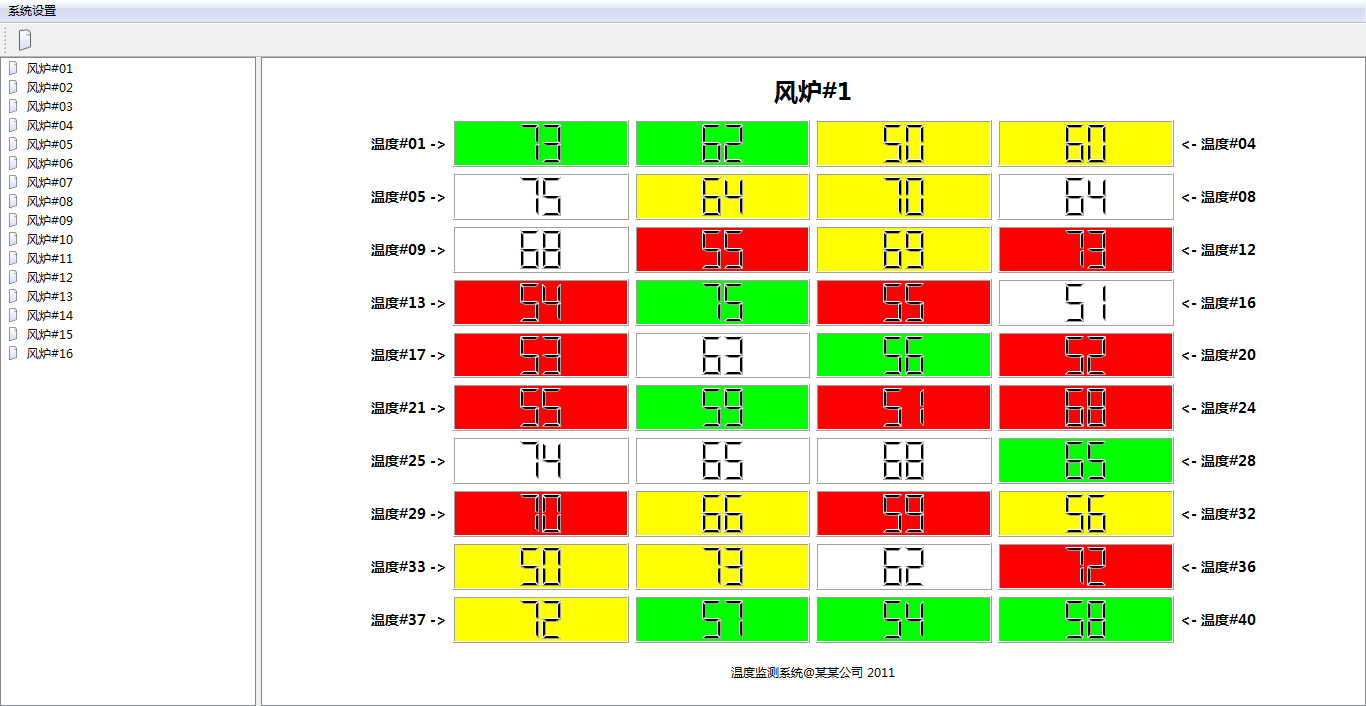 系统设置
风炉#01
风炉#02
风炉#03
风炉#04
风炉#05
风炉#06
风炉#07
风炉#08
风炉#09
风炉#10
风炉#11
风炉#12
风炉#13
风炉#14
风炉#15
风炉#16
风炉#1
温度#01 -> 73 62 50 60 <- 温度#04
温度#05 -> 75 64 70 64 <- 温度#08
温度#09 -> 68 55 69 73 <- 温度#12
温度#13 -> 54 75 55 51 <- 温度#16
温度#17 -> 53 63 56 52 <- 温度#20
温度#21 -> 55 59 51 68 <- 温度#24
温度#25 -> 74 65 68 65 <- 温度#28
温度#29 -> 70 66 59 56 <- 温度#32
温度#33 -> 50 73 62 72 <- 温度#36
温度#37 -> 72 57 54 58 <- 温度#40
温度监测系统@某某公司 2011